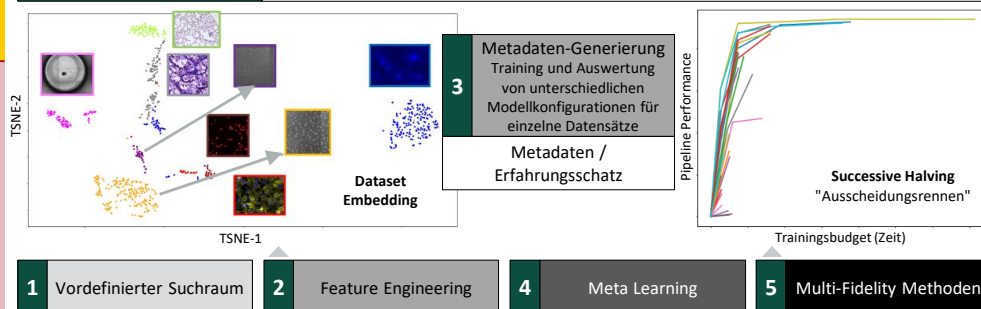 TSNE-2
TSNE-1
Dataset
Embedding
3
Metadaten-Generierung
Training und Auswertung
von unterschiedlichen
Modellkonfigurationen für
einzelne Datensätze
Metadaten /
Erfahrungsschatz
Pipeline Performance
Successive Halving
"Ausscheidungsrennen"
Trainingsbudget (Zeit)
1 Vordefinierter Suchraum
2 Feature Engineering
4 Meta Learning
5 Multi-Fidelity Methoden